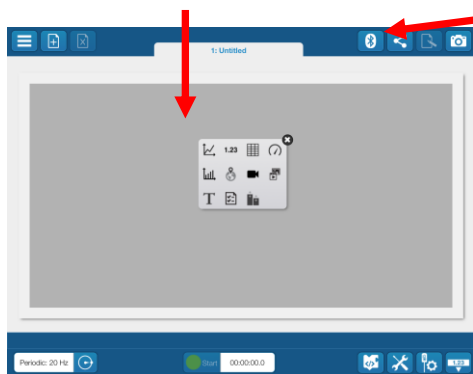 1: Untitled
1.23
T
Periodic: 20 Hz
Start
00:00:00.0
1.23